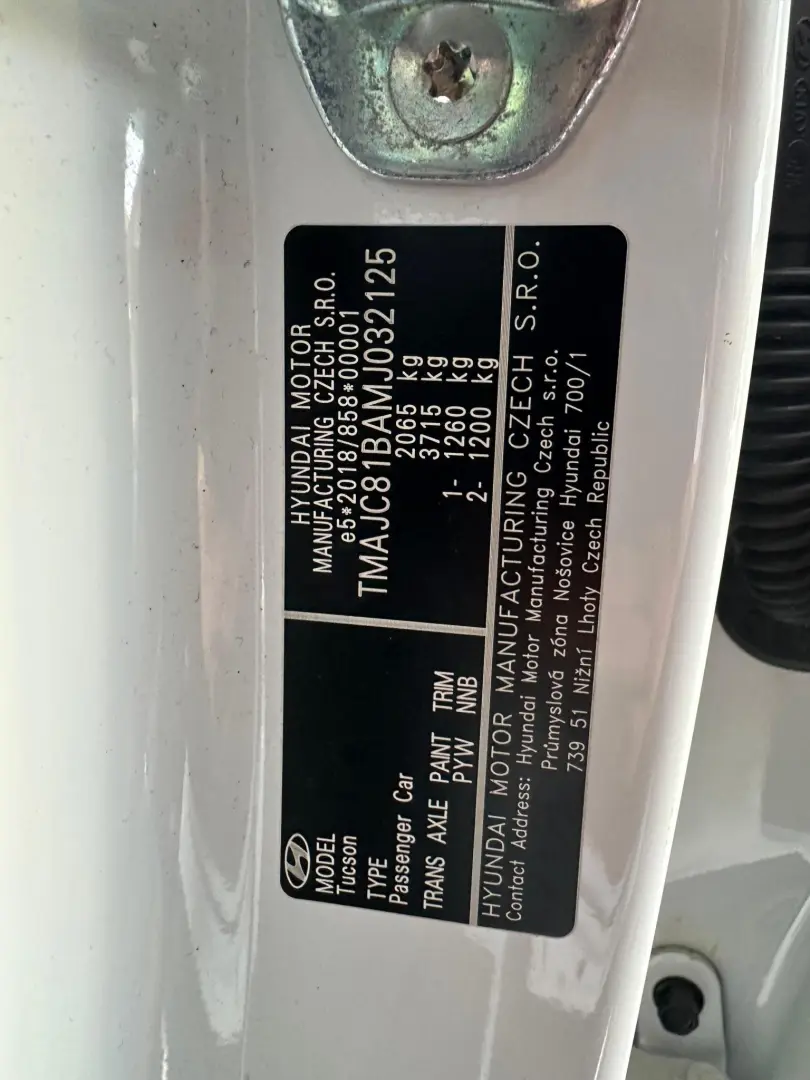 HYUNDAI MOTOR
MANUFACTURING CZECH S.R.O.
e5*2018/858*00001
TMAJC81BAMJ032125
2065 kg
3715 kg
1- 1260 kg
2- 1200 kg
MODEL
Tucson
TYPE
Passenger Car
TRANS AXLE PAINT TRIM
PYW NNB
HYUNDAI MOTOR MANUFACTURING CZECH S.R.O.
Contact Address: Hyundai Motor Manufacturing Czech s.r.o.
Průmyslová zóna Nošovice Hyundai 700/1
739 51 Nižní Lhoty Czech Republic